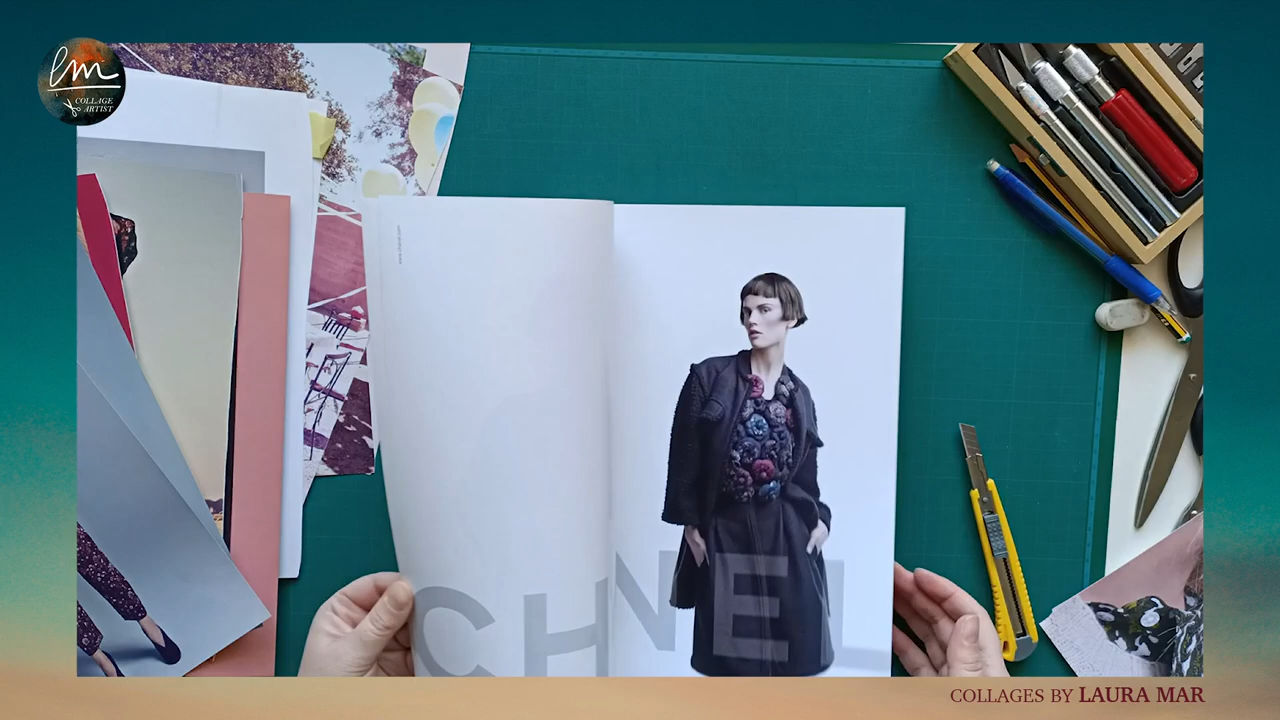 lm
COLLAGE
ARTIST
CHNEL
COLLAGES BY LAURA MAR